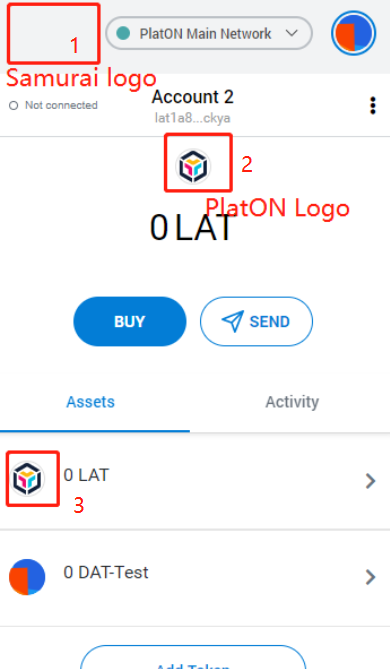 1
PlatON Main Network
Samurai logo
Not connected
Account 2
lat1a8...ckya
2
PlatON Logo
0 LAT
BUY
SEND
Assets
Activity
0 LAT
3
0 DAT-Test
Add Token